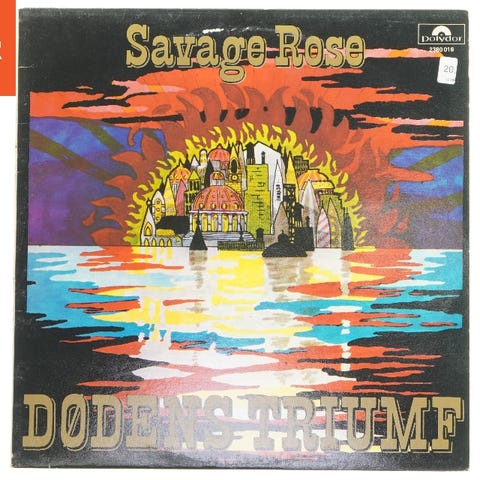 Savage Rose
Polydor
2380 016
20
DØDENS TRIUMF